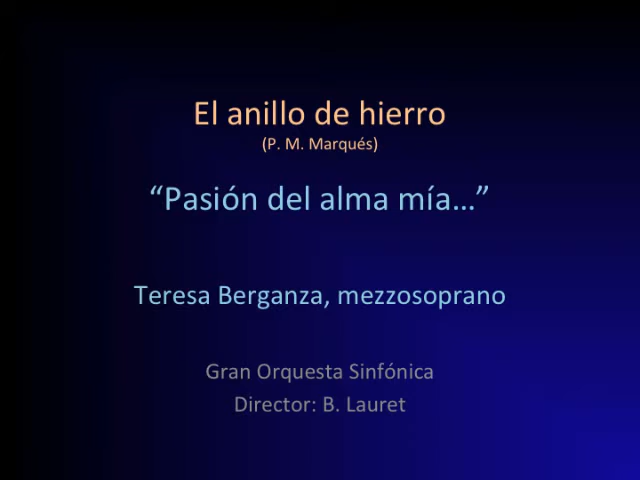 El anillo de hierro
(P. M. Marqués)
“Pasión del alma mía…”
Teresa Berganza, mezzosoprano
Gran Orquesta Sinfónica
Director: B. Lauret